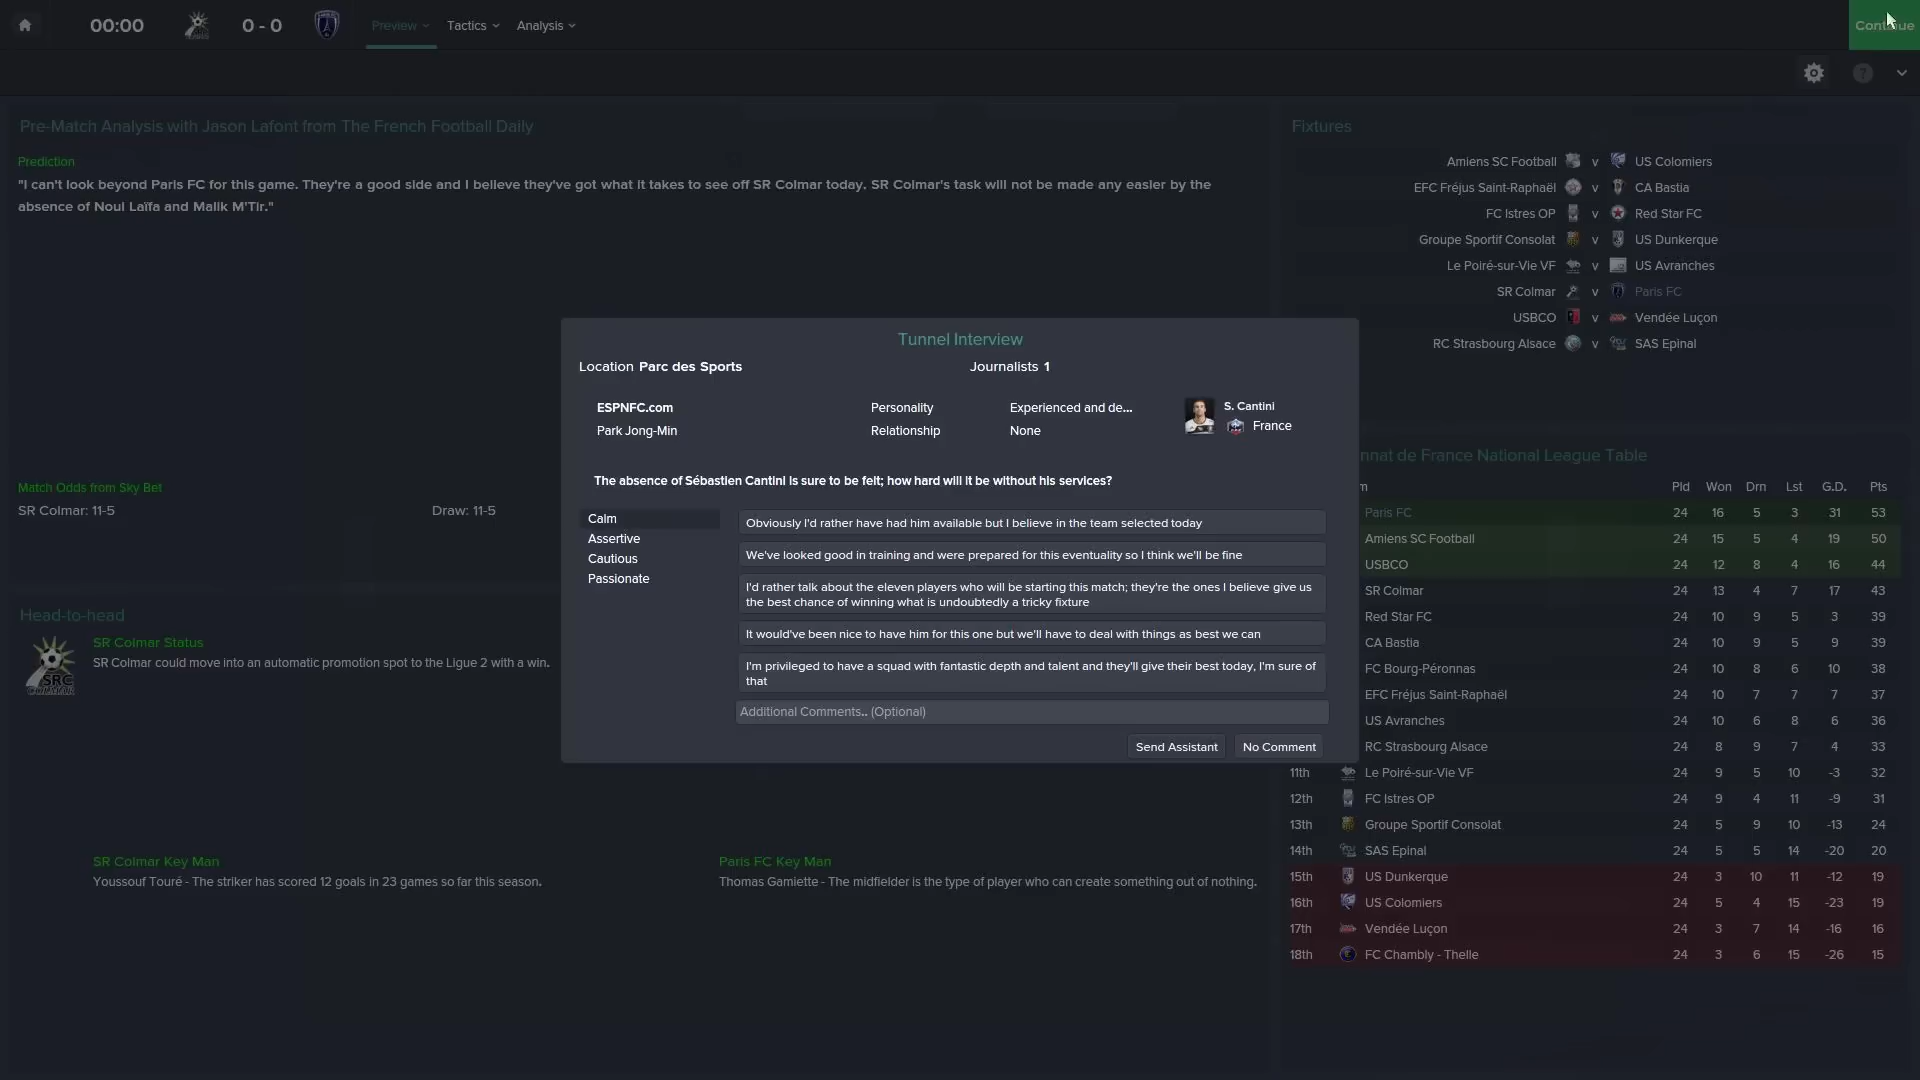 00:00 0 - 0 Preview Tactics Analysis Continue
?
Pre-Match Analysis with Jason Lafont from The French Football Daily
Prediction
"I can't look beyond Paris FC for this game. They're a good side and I believe they've got what it takes to see off SR Colmar today. SR Colmar's task will not be made any easier by the
absence of Noui Laïfa and Malik M'Tir."
Match Odds from Sky Bet
SR Colmar: 11-5 Draw: 11-5
Head-to-head
SR Colmar Status
SR Colmar could move into an automatic promotion spot to the Ligue 2 with a win.
SRC
COLMAR
SR Colmar Key Man
Youssouf Touré - The striker has scored 12 goals in 23 games so far this season.
Paris FC Key Man
Thomas Gamiette - The midfielder is the type of player who can create something out of nothing.
Tunnel Interview
Location Parc des Sports Journalists 1
ESPNFC.com Personality Experienced and de... S. Cantini
Park Jong-Min Relationship None France
The absence of Sébastien Cantini is sure to be felt; how hard will it be without his services?
Calm
Assertive
Cautious
Passionate
Obviously I'd rather have had him available but I believe in the team selected today
We've looked good in training and were prepared for this eventuality so I think we'll be fine
I'd rather talk about the eleven players who will be starting this match; they're the ones I believe give us
the best chance of winning what is undoubtedly a tricky fixture
It would've been nice to have him for this one but we'll have to deal with things as best we can
I'm privileged to have a squad with fantastic depth and talent and they'll give their best today, I'm sure of
that
Additional Comments.. (Optional)
Send Assistant No Comment
Fixtures
Amiens SC Football v US Colomiers
EFC Fréjus Saint-Raphaël v CA Bastia
FC Istres OP v Red Star FC
Groupe Sportif Consolat v US Dunkerque
Le Poiré-sur-Vie VF v US Avranches
SR Colmar v Paris FC
USBCO v Vendée Luçon
RC Strasbourg Alsace v SAS Epinal
nnat de France National League Table
m Pld Won Drn Lst G.D. Pts
Paris FC 24 16 5 3 31 53
Amiens SC Football 24 15 5 4 19 50
USBCO 24 12 8 4 16 44
SR Colmar 24 13 4 7 17 43
Red Star FC 24 10 9 5 3 39
CA Bastia 24 10 9 5 9 39
FC Bourg-Péronnas 24 10 8 6 10 38
EFC Fréjus Saint-Raphaël 24 10 7 7 7 37
US Avranches 24 10 6 8 6 36
RC Strasbourg Alsace 24 8 9 7 4 33
11th Le Poiré-sur-Vie VF 24 9 5 10 -3 32
12th FC Istres OP 24 9 4 11 -9 31
13th Groupe Sportif Consolat 24 5 9 10 -13 24
14th SAS Epinal 24 5 5 14 -20 20
15th US Dunkerque 24 3 10 11 -12 19
16th US Colomiers 24 5 4 15 -23 19
17th Vendée Luçon 24 3 7 14 -16 16
18th FC Chambly - Thelle 24 3 6 15 -26 15